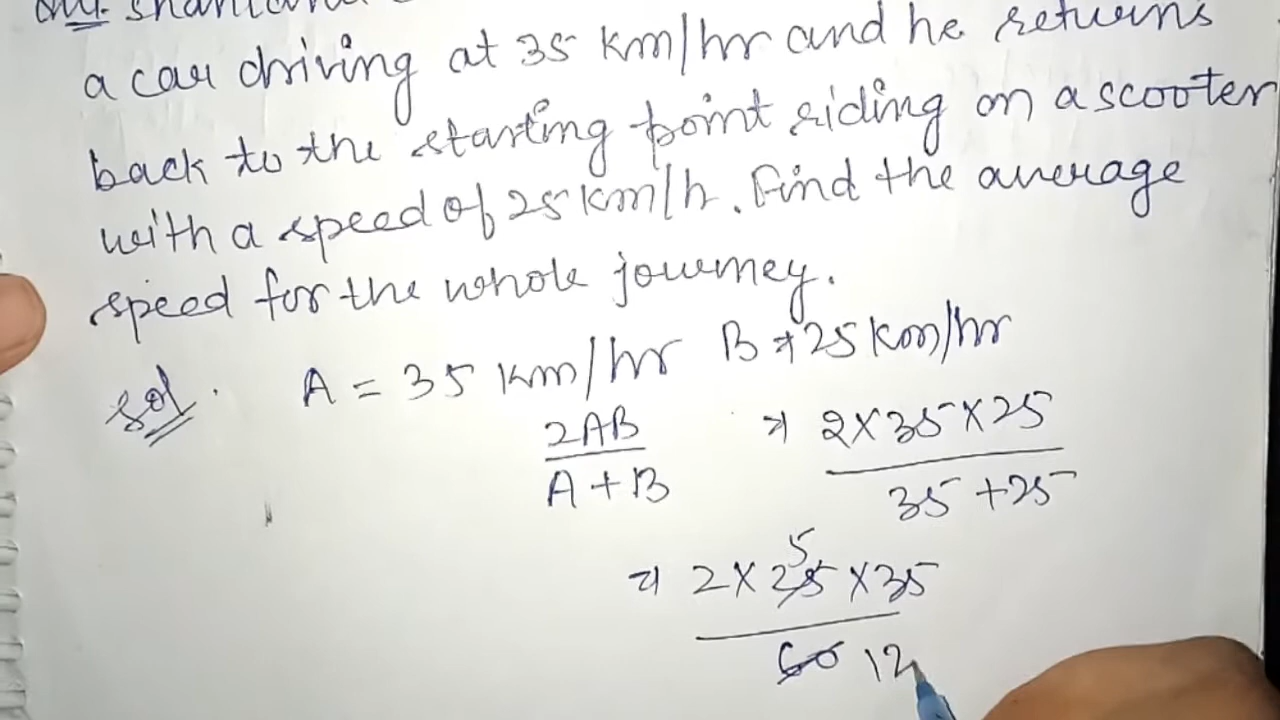 a car driving at 35 km/hr and he returns
back to the starting point riding on a scooter
with a speed of 25 km/h. Find the average
speed for the whole journey.
Sol. A = 35 km/hr B ⇒ 25 km/hr
2AB / A + B ⇒ 2×35×25 / 35 + 25
5
⇒ 2 × 25 × 35
60 12